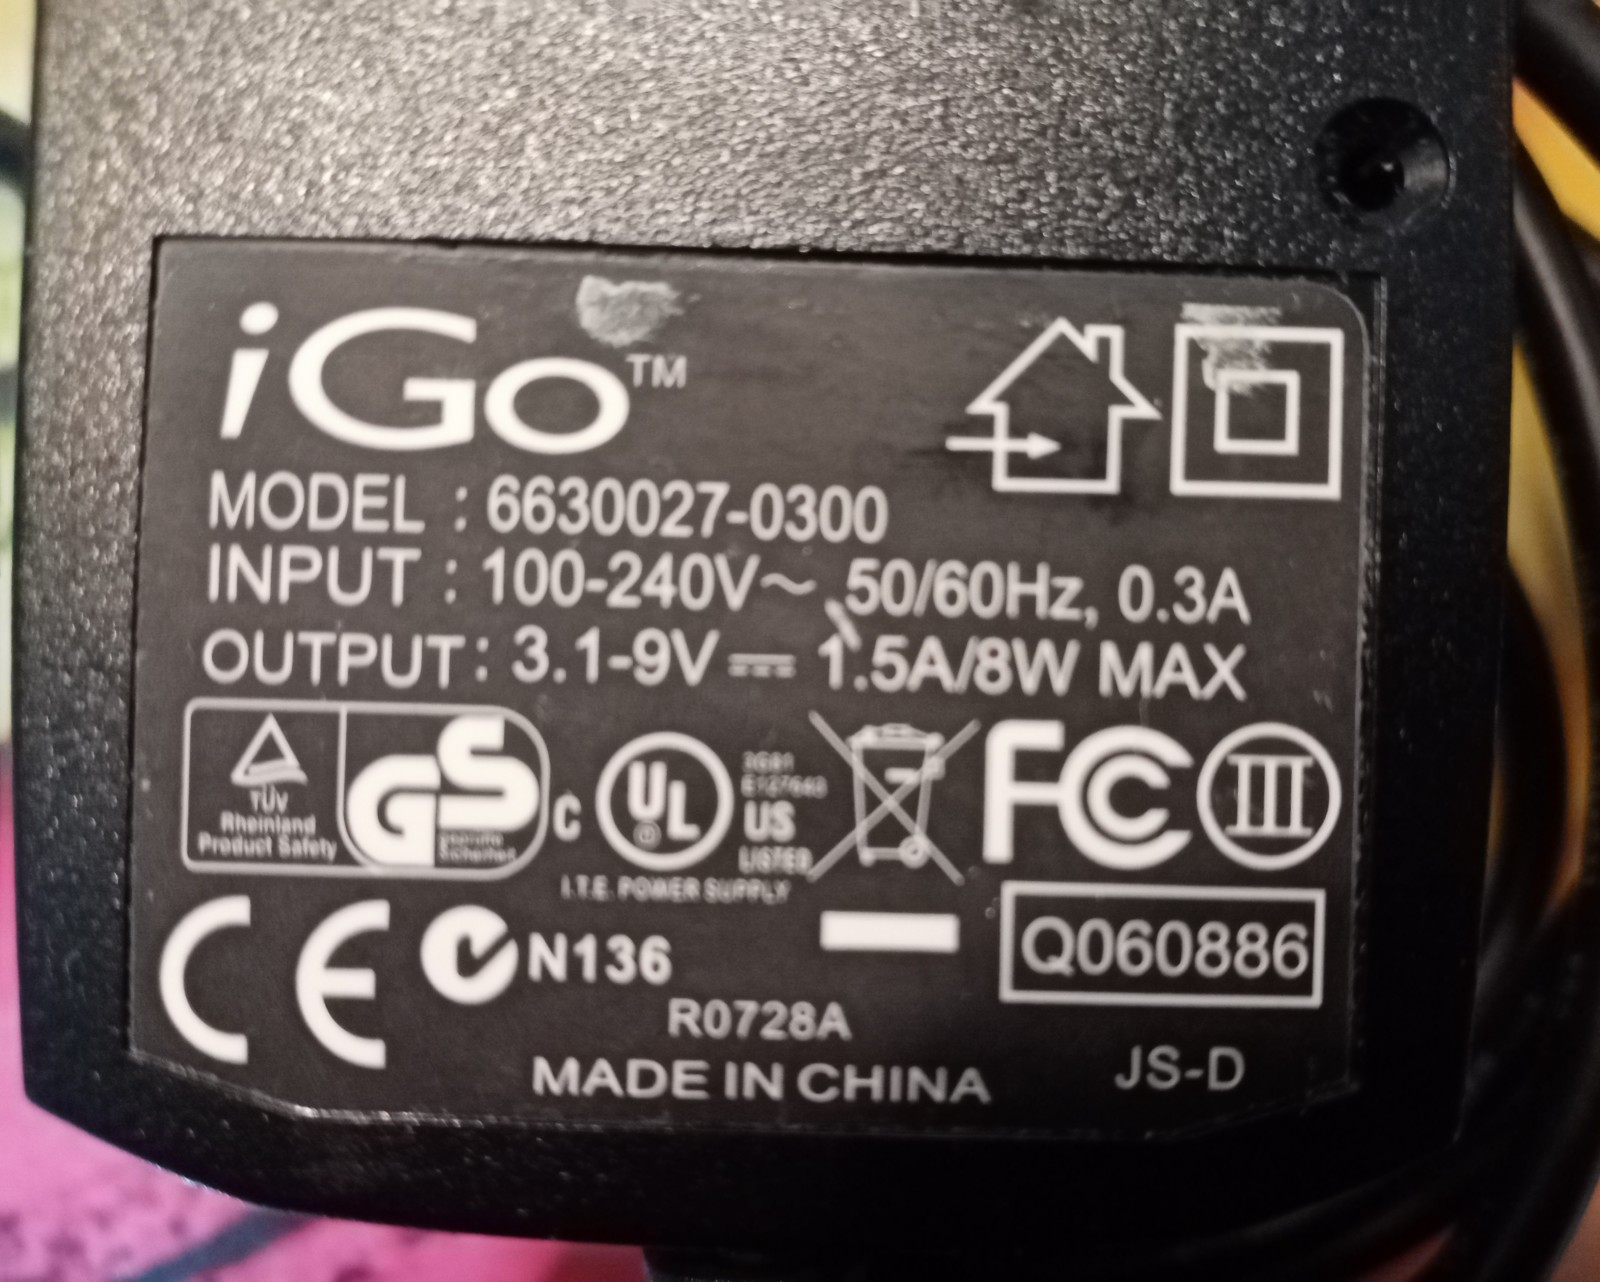 iGo™
MODEL : 6630027-0300
INPUT : 100-240V~ 50/60Hz, 0.3A
OUTPUT : 3.1-9V ⎓ 1.5A/8W MAX
TÜV
Rheinland
Product Safety
GS
geprüfte
Sicherheit
C UL US
LISTED
I.T.E. POWER SUPPLY
FC
III
CE
N136
Q060886
R0728A
MADE IN CHINA
JS-D